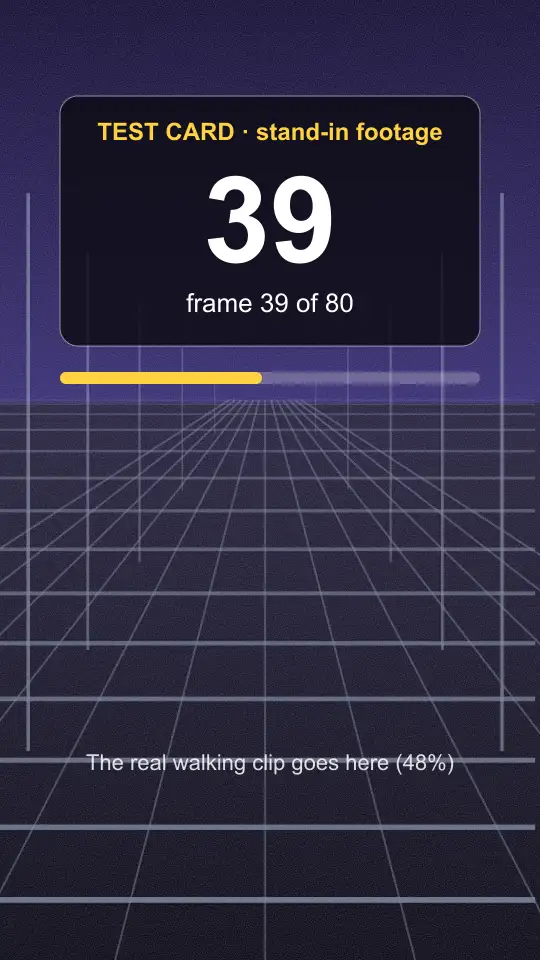 TEST CARD · stand-in footage
39
frame 39 of 80
The real walking clip goes here (48%)